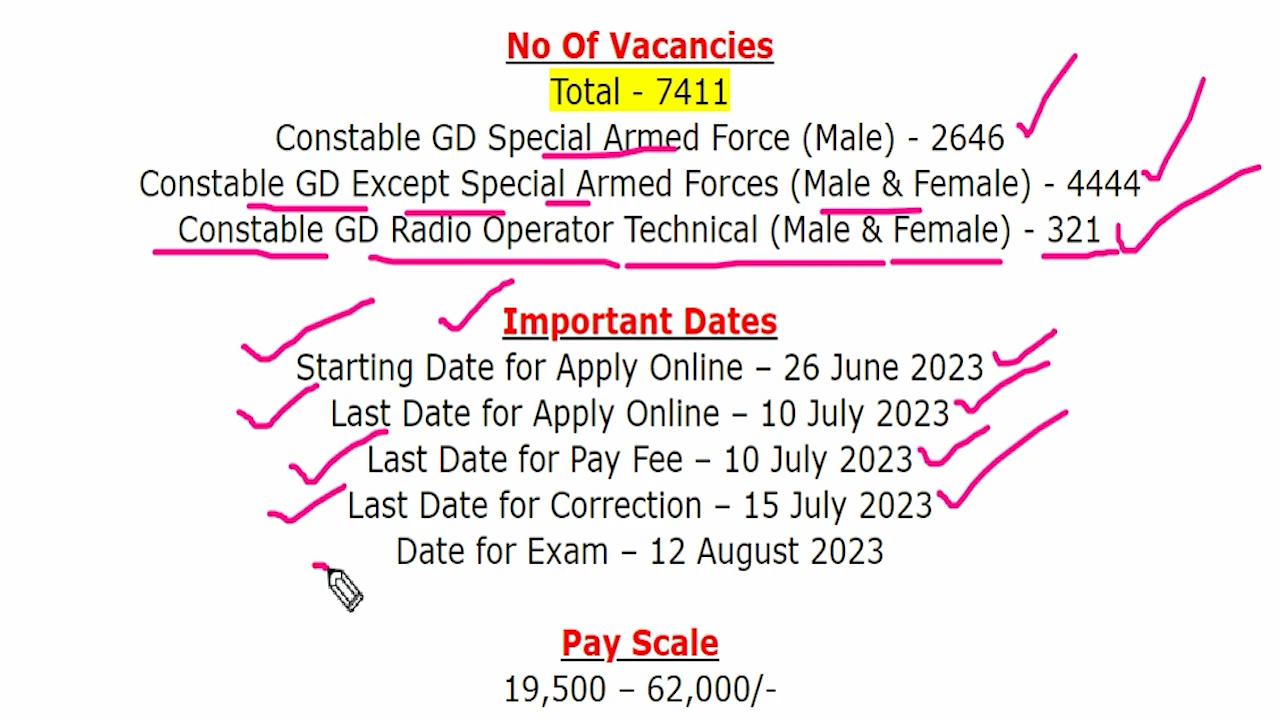 No Of Vacancies
Total - 7411
Constable GD Special Armed Force (Male) - 2646
Constable GD Except Special Armed Forces (Male & Female) - 4444
Constable GD Radio Operator Technical (Male & Female) - 321
Important Dates
Starting Date for Apply Online – 26 June 2023
Last Date for Apply Online – 10 July 2023
Last Date for Pay Fee – 10 July 2023
Last Date for Correction – 15 July 2023
Date for Exam – 12 August 2023
Pay Scale
19,500 – 62,000/-